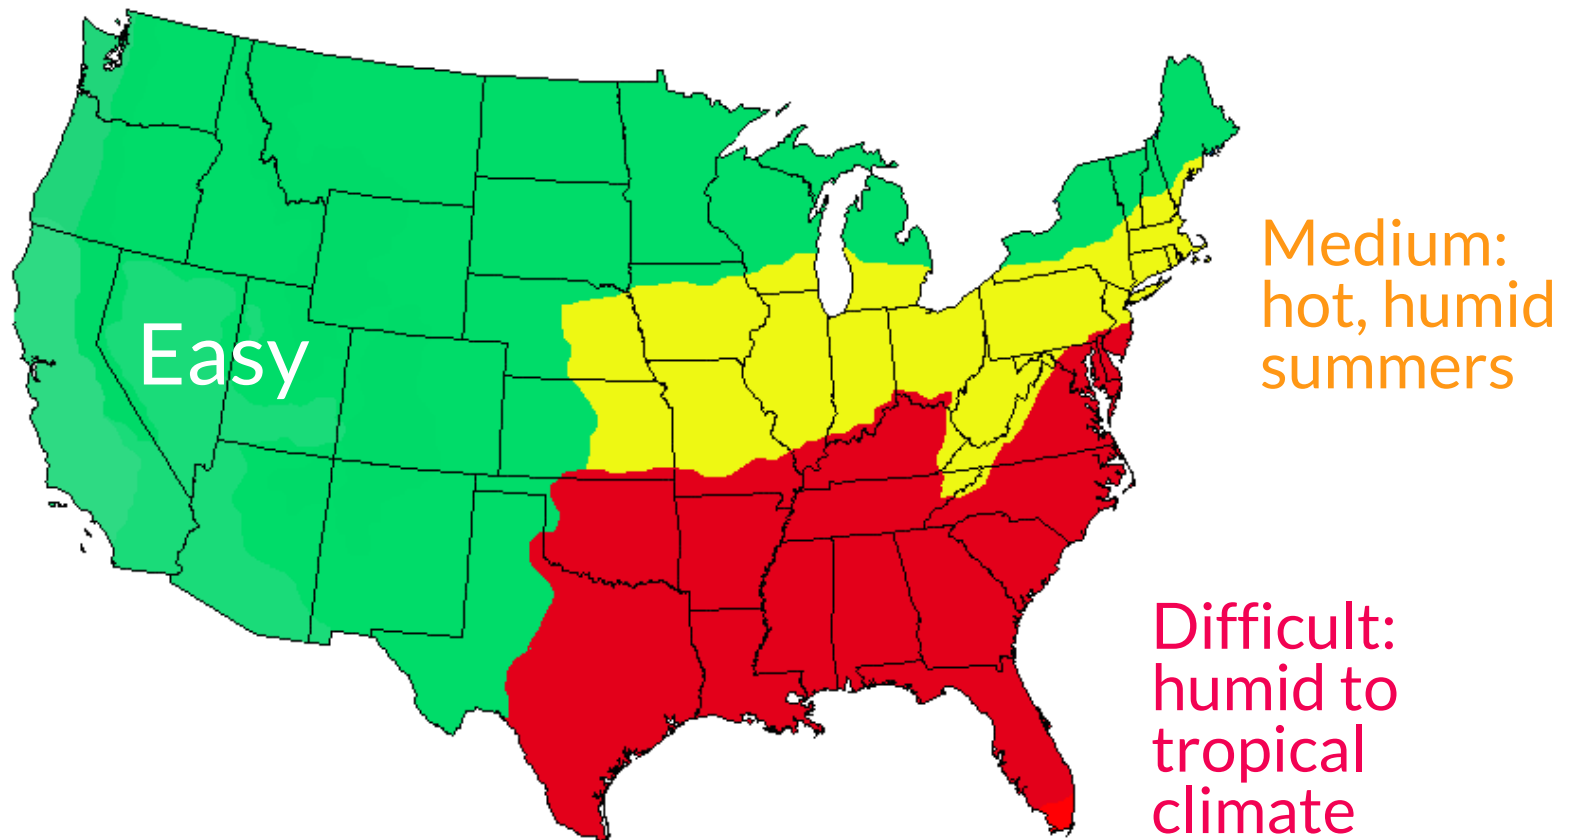 Easy
Medium:
hot, humid
summers
Difficult:
humid to
tropical
climate